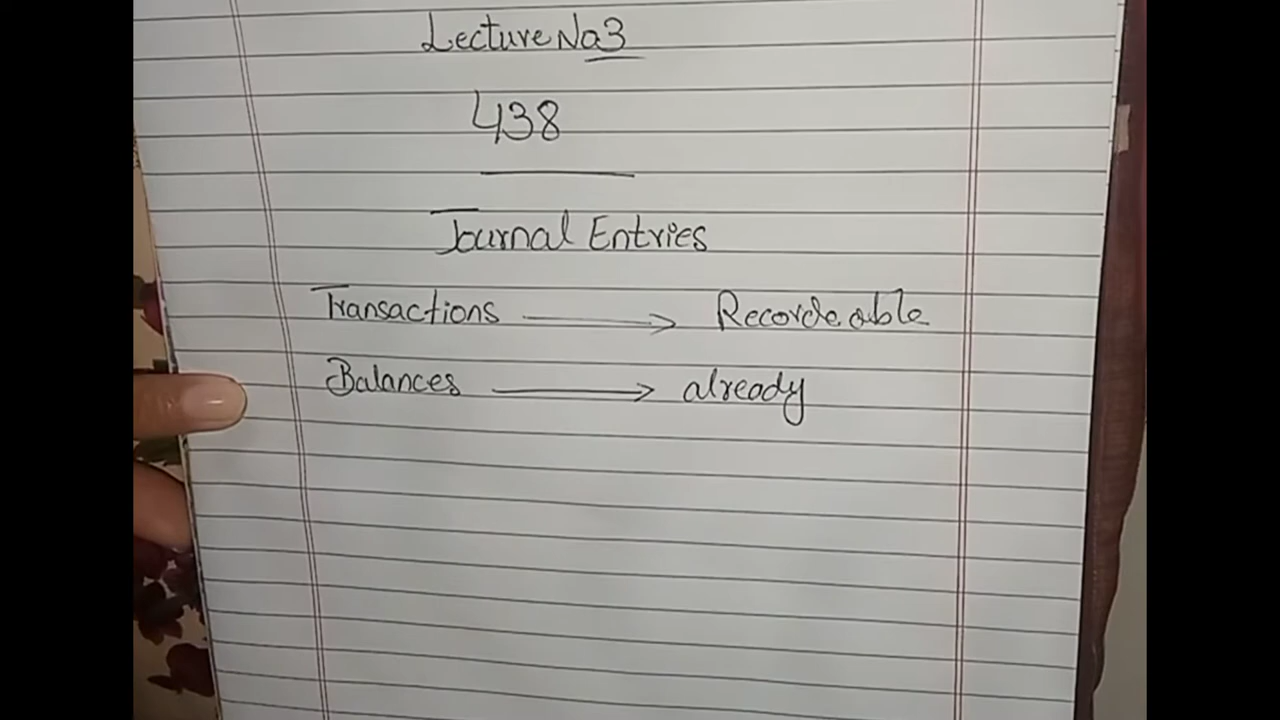 Lecture No3
438
Journal Entries
Transactions → Recordeable
Balances → already